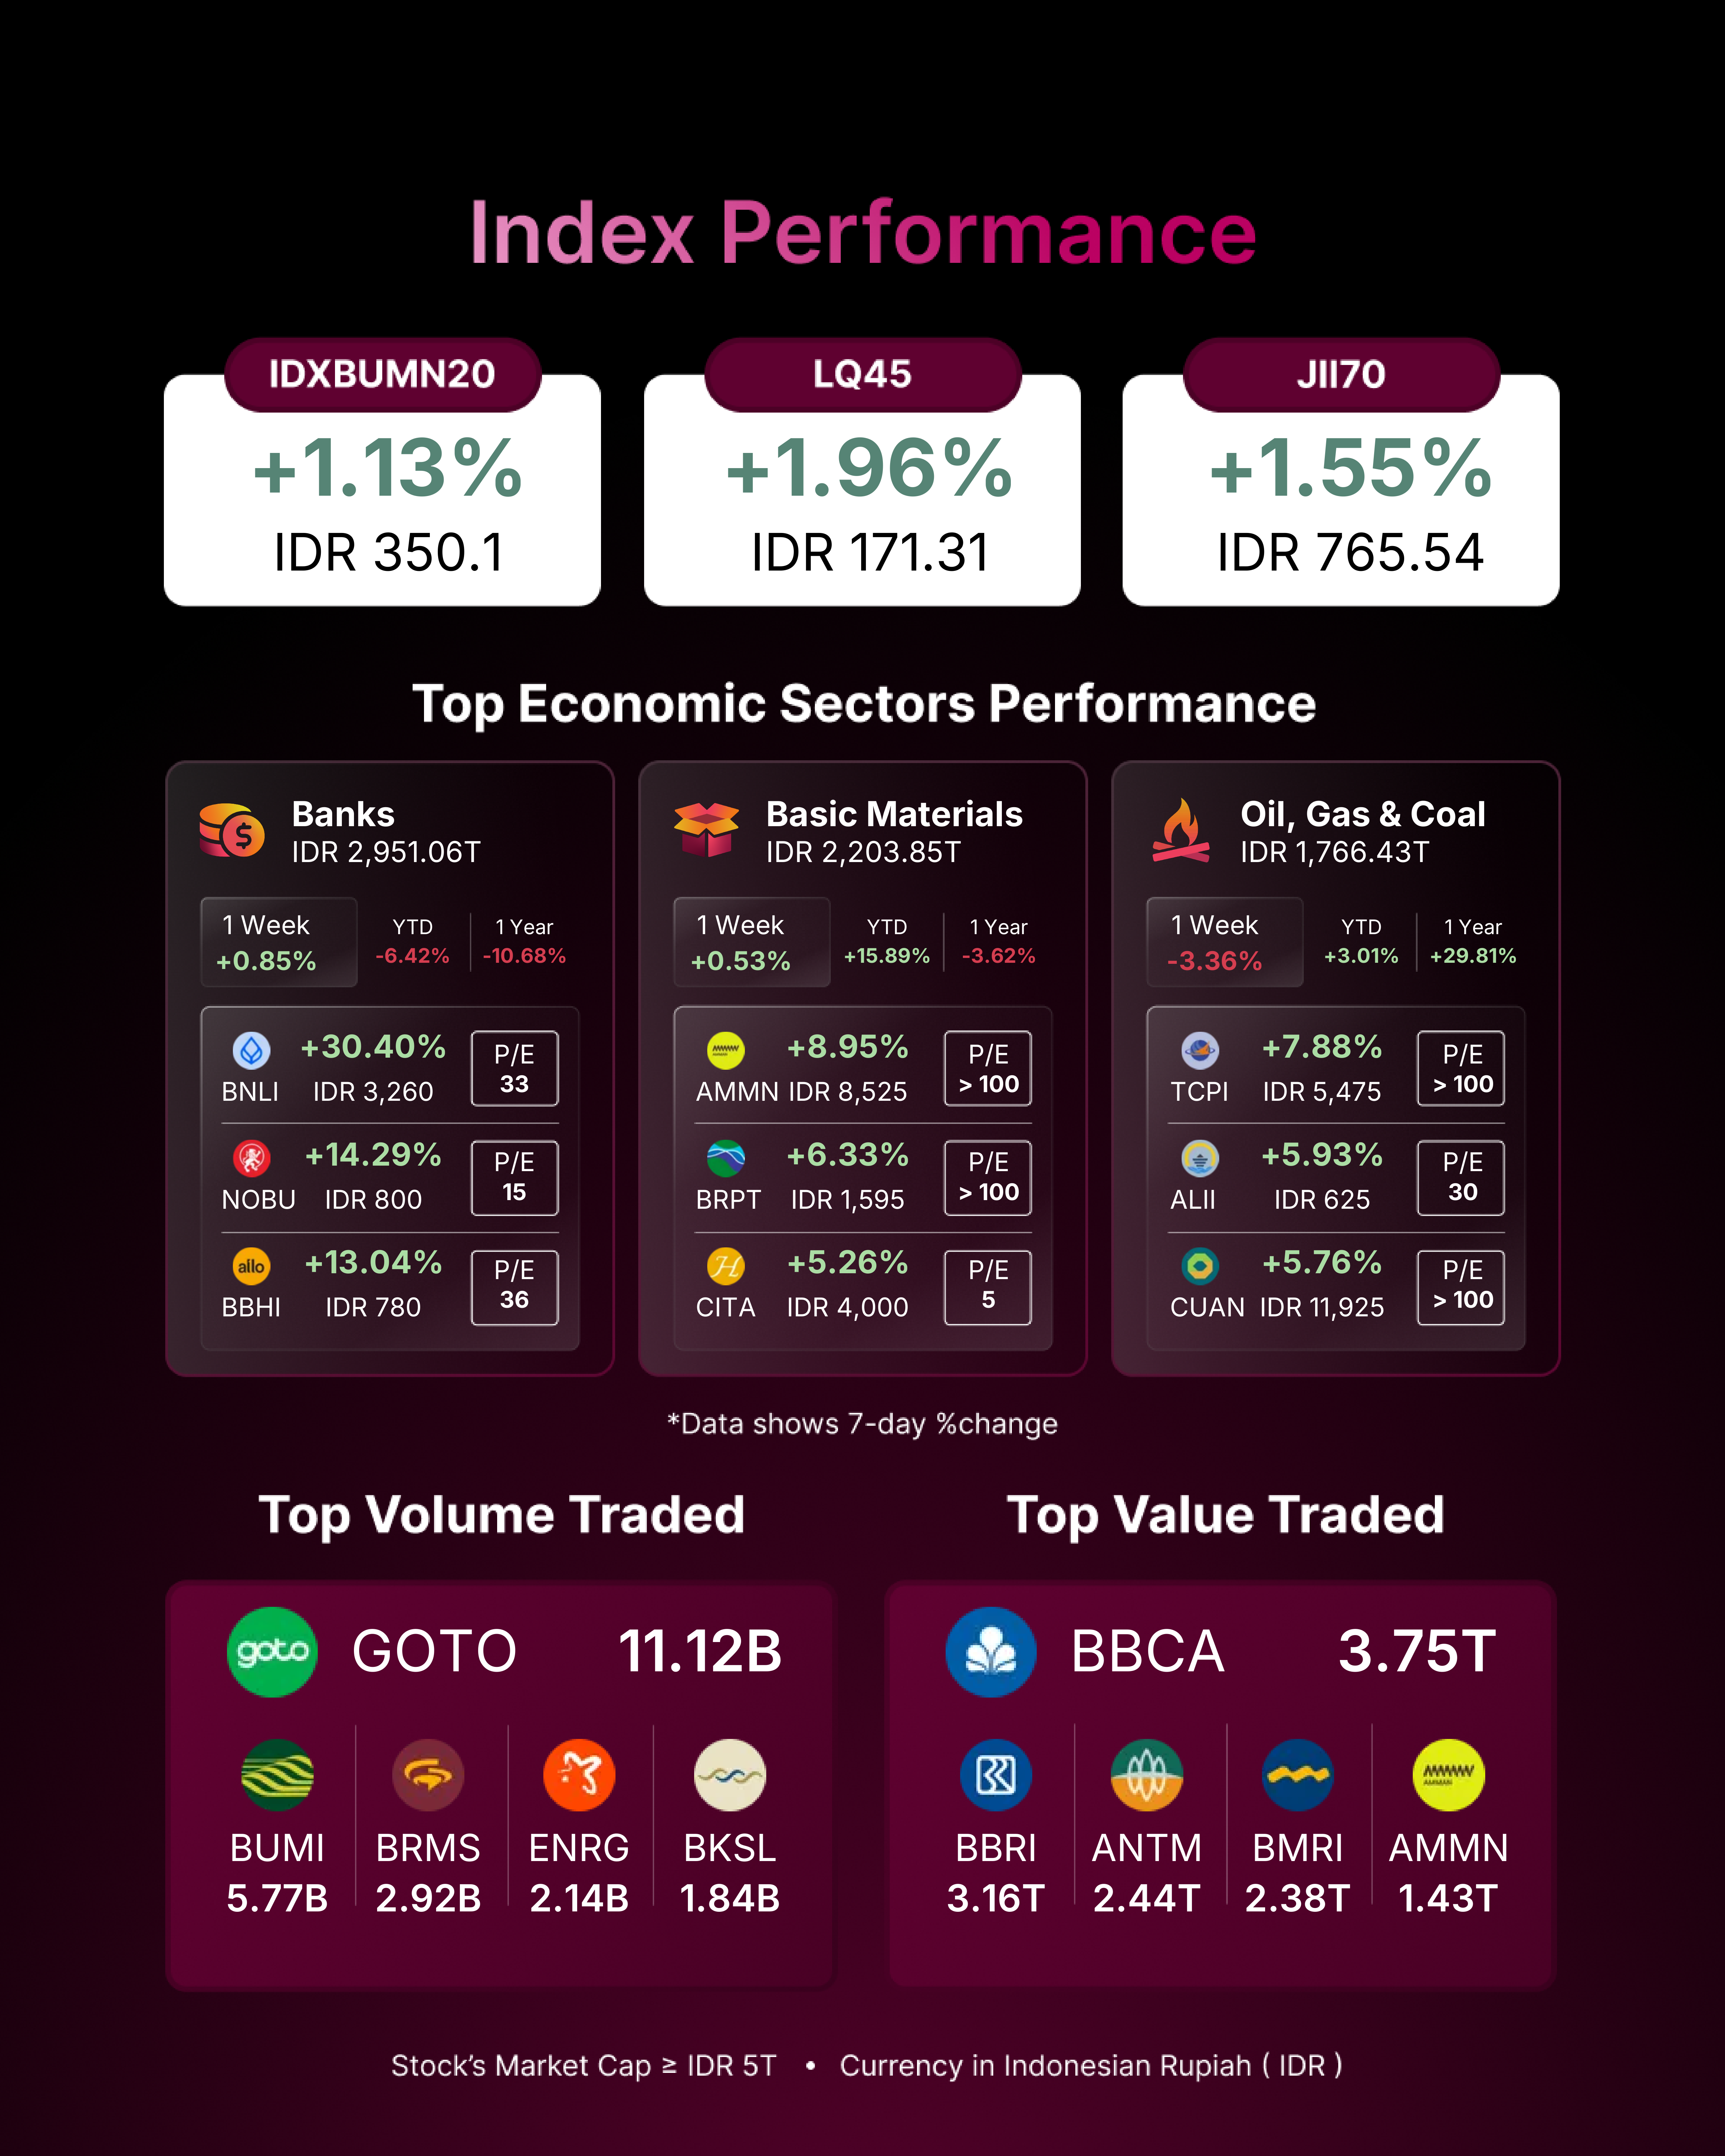 Index Performance
IDXBUMN20
+1.13%
IDR 350.1
LQ45
+1.96%
IDR 171.31
JII70
+1.55%
IDR 765.54
Top Economic Sectors Performance
Banks
IDR 2,951.06T
1 Week
+0.85%
YTD
-6.42%
1 Year
-10.68%
BNLI
+30.40%
IDR 3,260
P/E
33
NOBU
+14.29%
IDR 800
P/E
15
allo
BBHI
+13.04%
IDR 780
P/E
36
Basic Materials
IDR 2,203.85T
1 Week
+0.53%
YTD
+15.89%
1 Year
-3.62%
AMMN
+8.95%
IDR 8,525
P/E
> 100
BRPT
+6.33%
IDR 1,595
P/E
> 100
CITA
+5.26%
IDR 4,000
P/E
5
Oil, Gas & Coal
IDR 1,766.43T
1 Week
-3.36%
YTD
+3.01%
1 Year
+29.81%
TCPI
+7.88%
IDR 5,475
P/E
> 100
ALII
+5.93%
IDR 625
P/E
30
CUAN
+5.76%
IDR 11,925
P/E
> 100
*Data shows 7-day %change
Top Volume Traded
goto
GOTO
11.12B
BUMI
5.77B
BRMS
2.92B
ENRG
2.14B
BKSL
1.84B
Top Value Traded
BBCA
3.75T
BBRI
3.16T
ANTM
2.44T
BMRI
2.38T
AMMAN
AMMN
1.43T
Stock’s Market Cap ≥ IDR 5T • Currency in Indonesian Rupiah ( IDR )